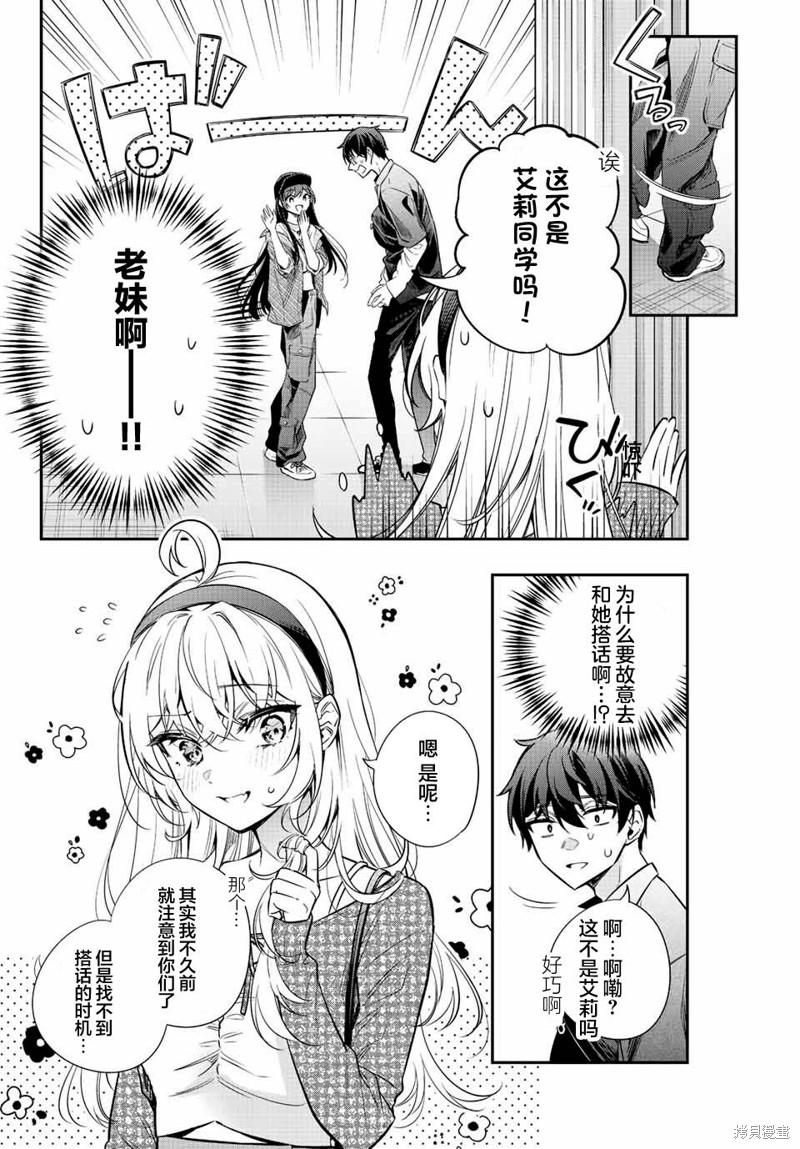 くるっ
诶
这不是
艾莉同学吗！
ばーーん
老妹啊
——!!
びくっ
惊吓
为什么要故意去
和她搭话啊…!?
啊…啊嘞？
这不是艾莉吗
好巧啊。
嗯是呢…
那个…
其实我不久前
就注意到你们了
但是找不到
搭话的时机…
拷貝漫畫